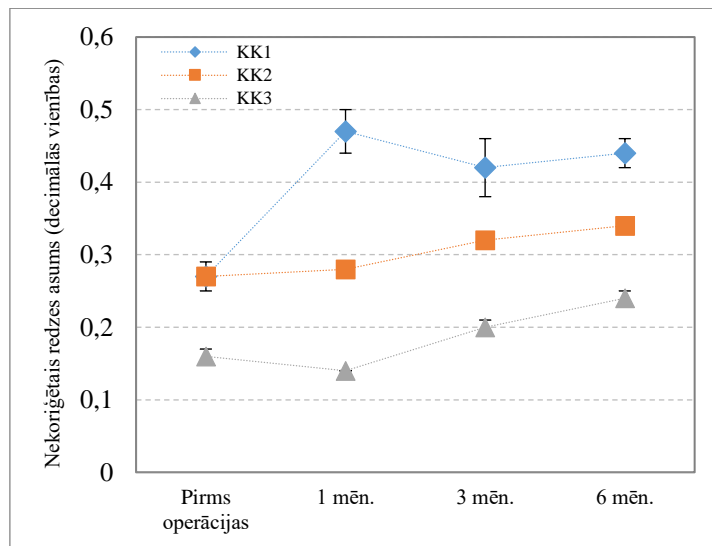 Nekoriģētais redzes asums (decimālās vienības)
0,6
0,5
0,4
0,3
0,2
0,1
0
KK1
KK2
KK3
Pirms
operācijas
1 mēn.
3 mēn.
6 mēn.